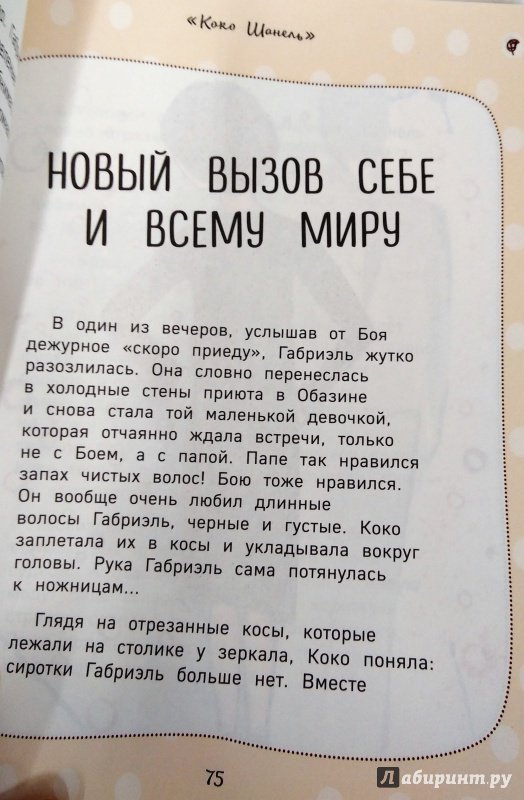 «Коко Шанель»
НОВЫЙ ВЫЗОВ СЕБЕ
И ВСЕМУ МИРУ
В один из вечеров, услышав от Боя
дежурное «скоро приеду», Габриэль жутко
разозлилась. Она словно перенеслась
в холодные стены приюта в Обазине
и снова стала той маленькой девочкой,
которая отчаянно ждала встречи, только
не с Боем, а с папой. Папе так нравился
запах чистых волос! Бою тоже нравился.
Он вообще очень любил длинные
волосы Габриэль, черные и густые. Коко
заплетала их в косы и укладывала вокруг
головы. Рука Габриэль сама потянулась
к ножницам...
Глядя на отрезанные косы, которые
лежали на столике у зеркала, Коко поняла:
сиротки Габриэль больше нет. Вместе
75
Лабиринт.ру